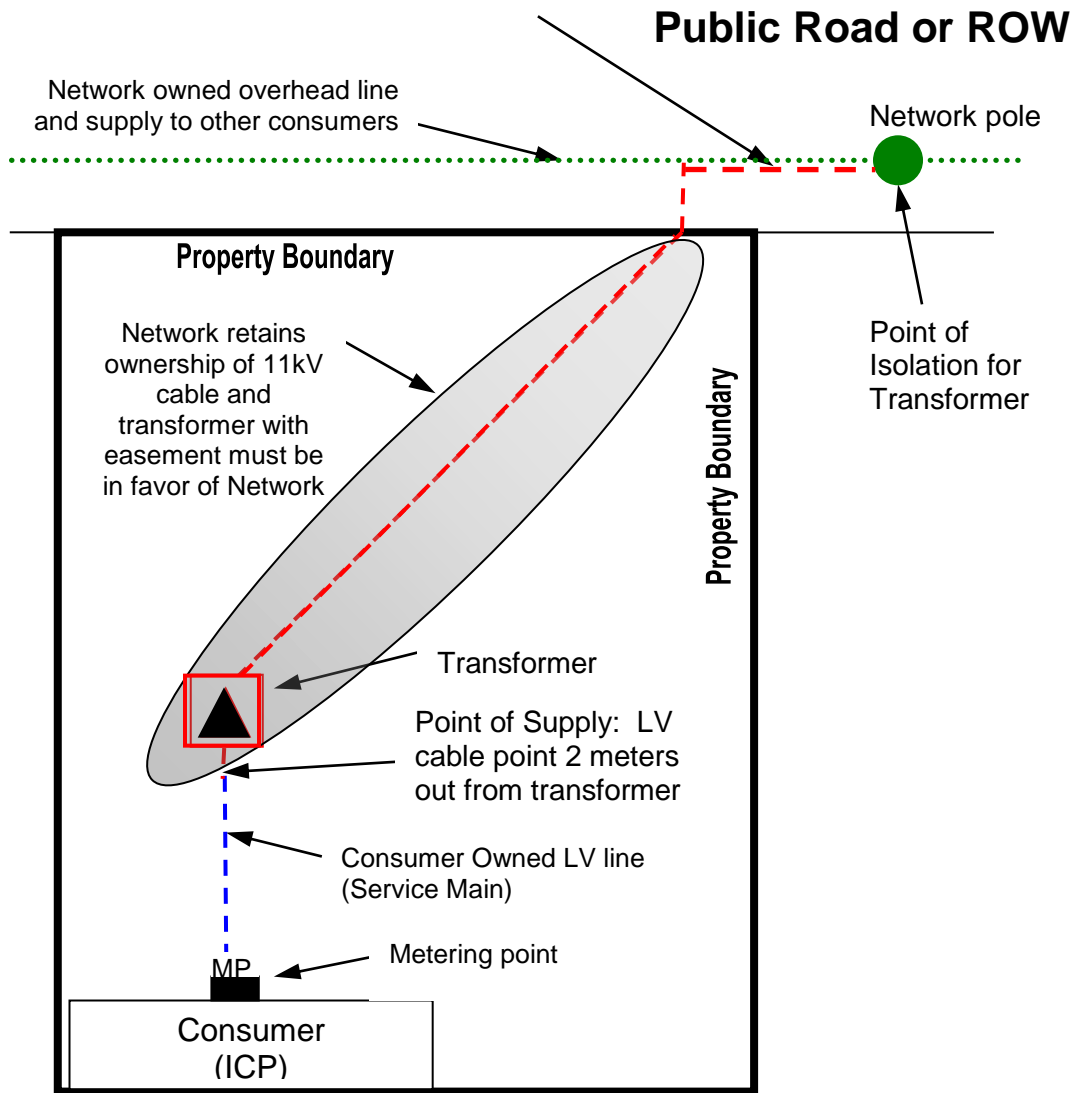 Public Road or ROW
Network owned overhead line
and supply to other consumers
Network pole
Property Boundary
Network retains
ownership of 11kV
cable and
transformer with
easement must be
in favor of Network
Point of
Isolation for
Transformer
Property Boundary
Transformer
Point of Supply: LV
cable point 2 meters
out from transformer
Consumer Owned LV line
(Service Main)
Metering point
MP
Consumer
(ICP)